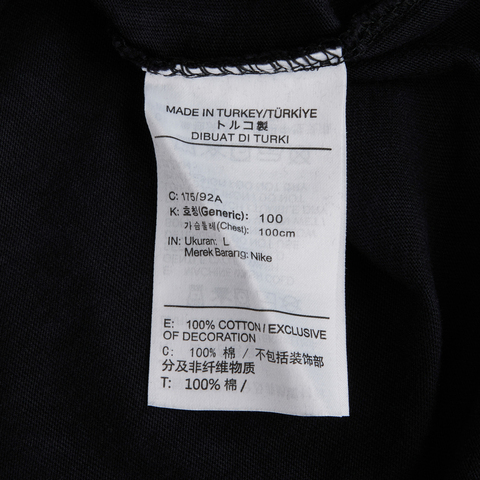 MADE IN TURKEY/TÜRKİYE
トルコ製
DIBUAT DI TURKI
C: 175/92A
K: 호칭(Generic): 100
가슴둘레(Chest): 100cm
IN: Ukuran: L
Merek Barang: Nike
E: 100% COTTON / EXCLUSIVE
OF DECORATION
C: 100% 棉 / 不包括装饰部
分及非纤维物质
T: 100% 棉 /